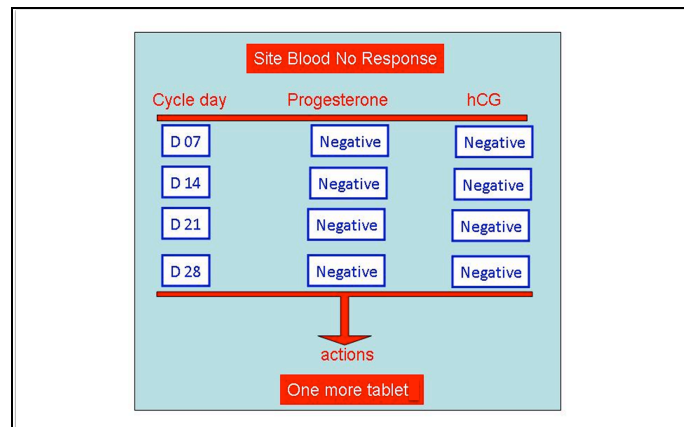 Site Blood No Response
Cycle day Progesterone hCG
D 07 Negative Negative
D 14 Negative Negative
D 21 Negative Negative
D 28 Negative Negative
actions
One more tablet_